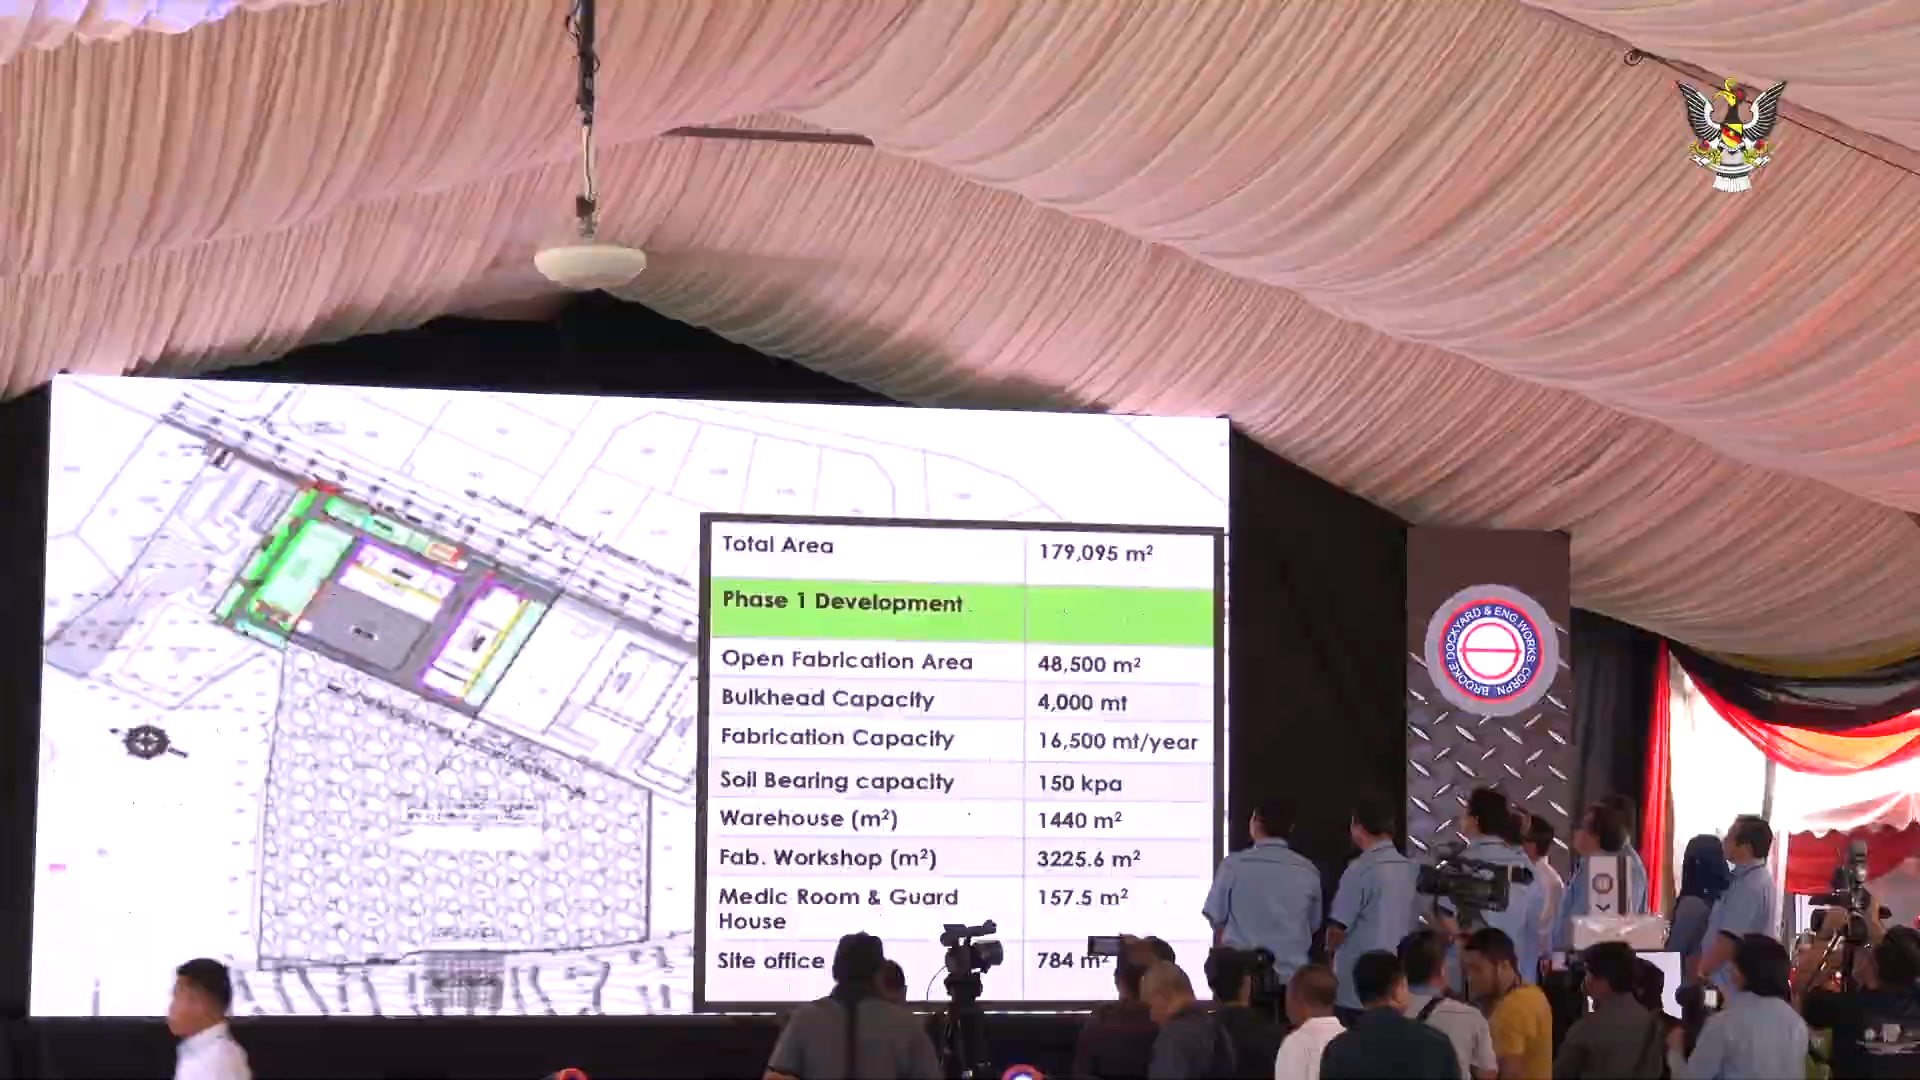 Total Area 179,095 m²
Phase 1 Development
Open Fabrication Area 48,500 m²
Bulkhead Capacity 4,000 mt
Fabrication Capacity 16,500 mt/year
Soil Bearing capacity 150 kpa
Warehouse (m²) 1440 m²
Fab. Workshop (m²) 3225.6 m²
Medic Room & Guard 157.5 m²
House
Site office 784 m²
BROOKE DOCKYARD & ENG. WORKS CORPN.